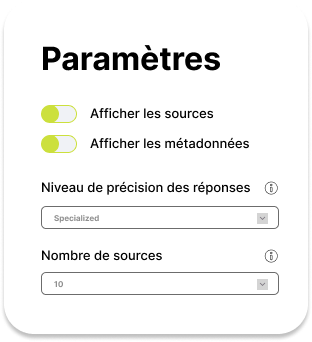 Paramètres
Afficher les sources
Afficher les métadonnées
Niveau de précision des réponses
Specialized
Nombre de sources
10